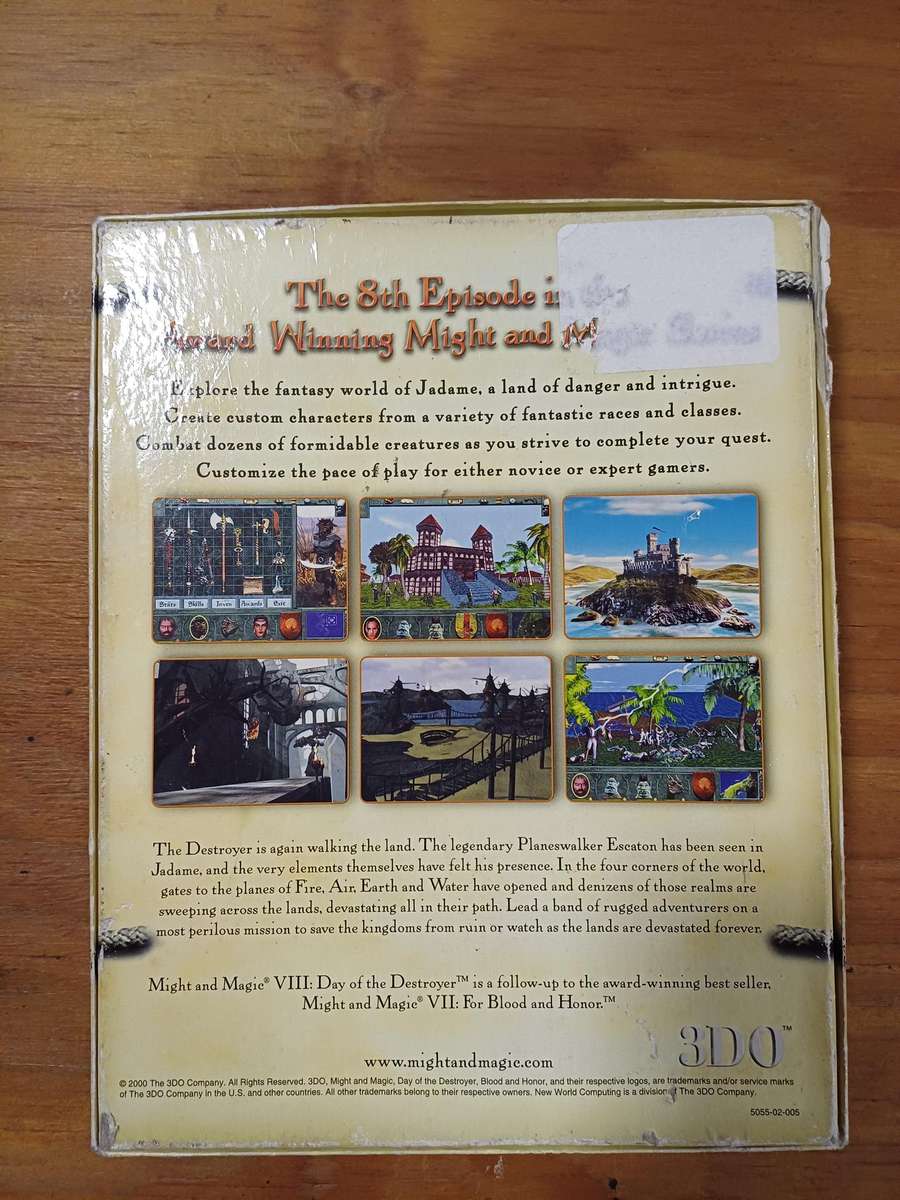 The 8th Episode in the
Award Winning Might and Magic Series
Explore the fantasy world of Jadame, a land of danger and intrigue.
Create custom characters from a variety of fantastic races and classes.
Combat dozens of formidable creatures as you strive to complete your quest.
Customize the pace of play for either novice or expert gamers.
Stats Skills Inven Awards Exit
The Destroyer is again walking the land. The legendary Planeswalker Escaton has been seen in
Jadame, and the very elements themselves have felt his presence. In the four corners of the world,
gates to the planes of Fire, Air, Earth and Water have opened and denizens of those realms are
sweeping across the lands, devastating all in their path. Lead a band of rugged adventurers on a
most perilous mission to save the kingdoms from ruin or watch as the lands are devastated forever.
Might and Magic® VIII: Day of the Destroyer™ is a follow-up to the award-winning best seller,
Might and Magic® VII: For Blood and Honor.™
3DO™
www.mightandmagic.com
© 2000 The 3DO Company. All Rights Reserved. 3DO, Might and Magic, Day of the Destroyer, Blood and Honor, and their respective logos, are trademarks and/or service marks
of The 3DO Company in the U.S. and other countries. All other trademarks belong to their respective owners. New World Computing is a division of The 3DO Company.
5055-02-005